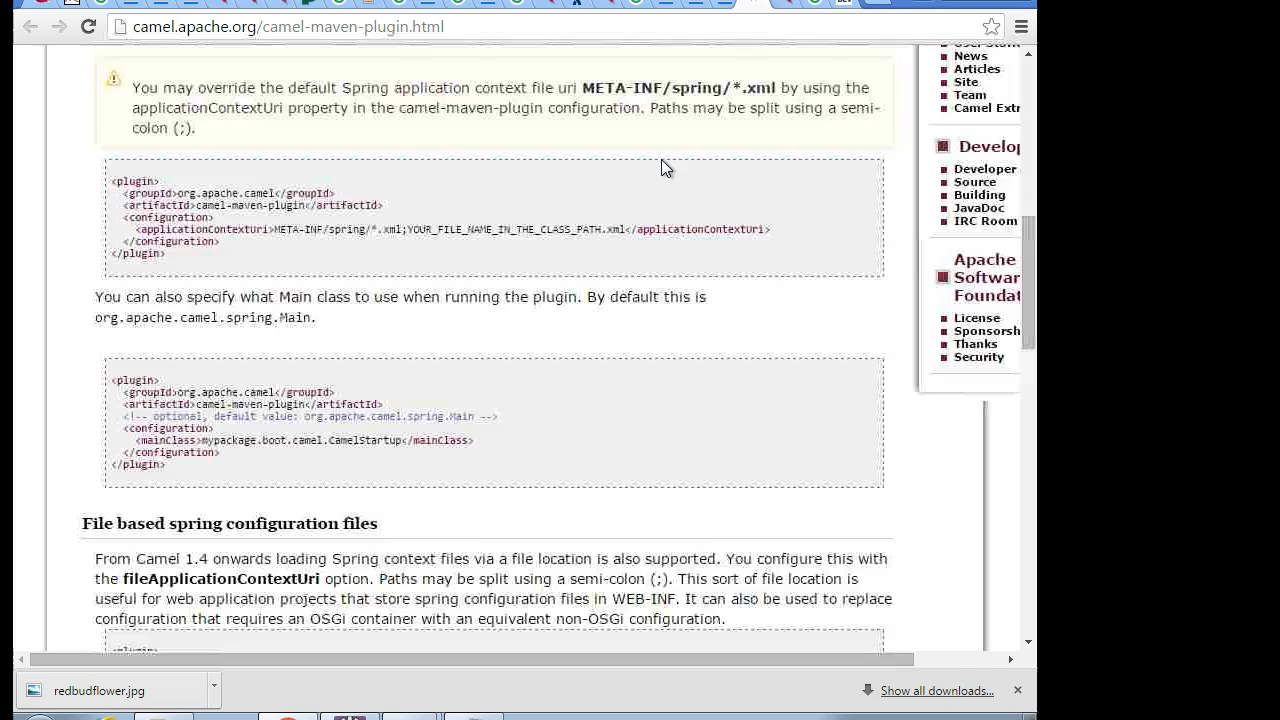 camel.apache.org/camel-maven-plugin.html
You may override the default Spring application context file uri META-INF/spring/*.xml by using the
applicationContextUri property in the camel-maven-plugin configuration. Paths may be split using a semi-
colon (;).
<plugin>
<groupId>org.apache.camel</groupId>
<artifactId>camel-maven-plugin</artifactId>
<configuration>
<applicationContextUri>META-INF/spring/*.xml;YOUR_FILE_NAME_IN_THE_CLASS_PATH.xml</applicationContextUri>
</configuration>
</plugin>
You can also specify what Main class to use when running the plugin. By default this is
org.apache.camel.spring.Main.
<plugin>
<groupId>org.apache.camel</groupId>
<artifactId>camel-maven-plugin</artifactId>
<!-- optional, default value: org.apache.camel.spring.Main -->
<configuration>
<mainClass>mypackage.boot.camel.CamelStartup</mainClass>
</configuration>
</plugin>
File based spring configuration files
From Camel 1.4 onwards loading Spring context files via a file location is also supported. You configure this with
the fileApplicationContextUri option. Paths may be split using a semi-colon (;). This sort of file location is
useful for web application projects that store spring configuration files in WEB-INF. It can also be used to replace
configuration that requires an OSGi container with an equivalent non-OSGi configuration.
News
Articles
Site
Team
Camel Extr
Develop
Developer
Source
Building
JavaDoc
IRC Room
Apache
Softwar
Foundat
License
Sponsorsh
Thanks
Security
redbudflower.jpg
Show all downloads...